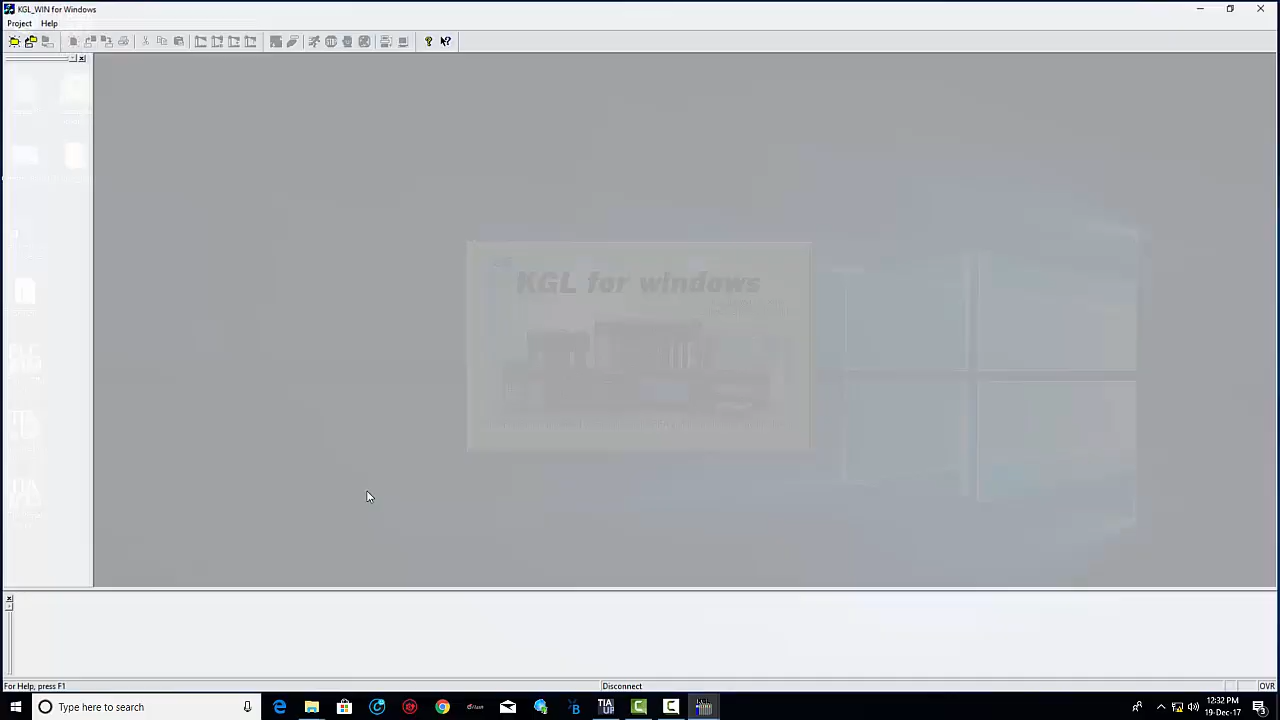 KGL_WIN for Windows
Project Help
KGL for windows
For Help, press F1
Disconnect
OVR
Type here to search
12:32 PM
19-Dec-17